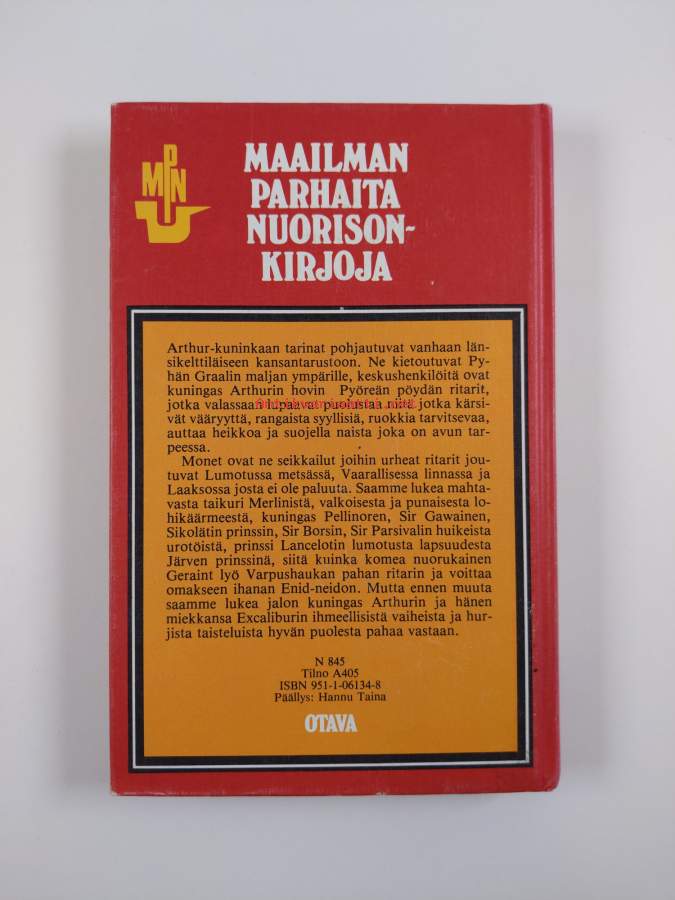 MPNU
MAAILMAN
PARHAITA
NUORISON-
KIRJOJA
Arthur-kuninkaan tarinat pohjautuvat vanhaan län-
sikelttiläiseen kansantarustoon. Ne kietoutuvat Py-
hän Graalin maljan ympärille, keskushenkilöitä ovat
kuningas Arthurin hovin Pyöreän pöydän ritarit,
jotka valassaan lupaavat puolustaa niitä jotka kärsi-
vät vääryyttä, rangaista syyllisiä, ruokkia tarvitsevaa,
auttaa heikkoa ja suojella naista joka on avun tar-
peessa.
Monet ovat ne seikkailut joihin urheat ritarit jou-
tuvat Lumotussa metsässä, Vaarallisessa linnassa ja
Laaksossa josta ei ole paluuta. Saamme lukea mahta-
vasta taikuri Merlinistä, valkoisesta ja punaisesta lo-
hikäärmeestä, kuningas Pellinoren, Sir Gawainen,
Sikolätin prinssin, Sir Borsin, Sir Parsivalin huikeista
urotöistä, prinssi Lancelotin lumotusta lapsuudesta
Järven prinssinä, siitä kuinka komea nuorukainen
Geraint lyö Varpushaukan pahan ritarin ja voittaa
omakseen ihanan Enid-neidon. Mutta ennen muuta
saamme lukea jalon kuningas Arthurin ja hänen
miekkansa Excaliburin ihmeellisistä vaiheista ja hur-
jista taisteluista hyvän puolesta pahaa vastaan.
N 845
Tilno A405
ISBN 951-1-06134-8
Päällys: Hannu Taina
OTAVA